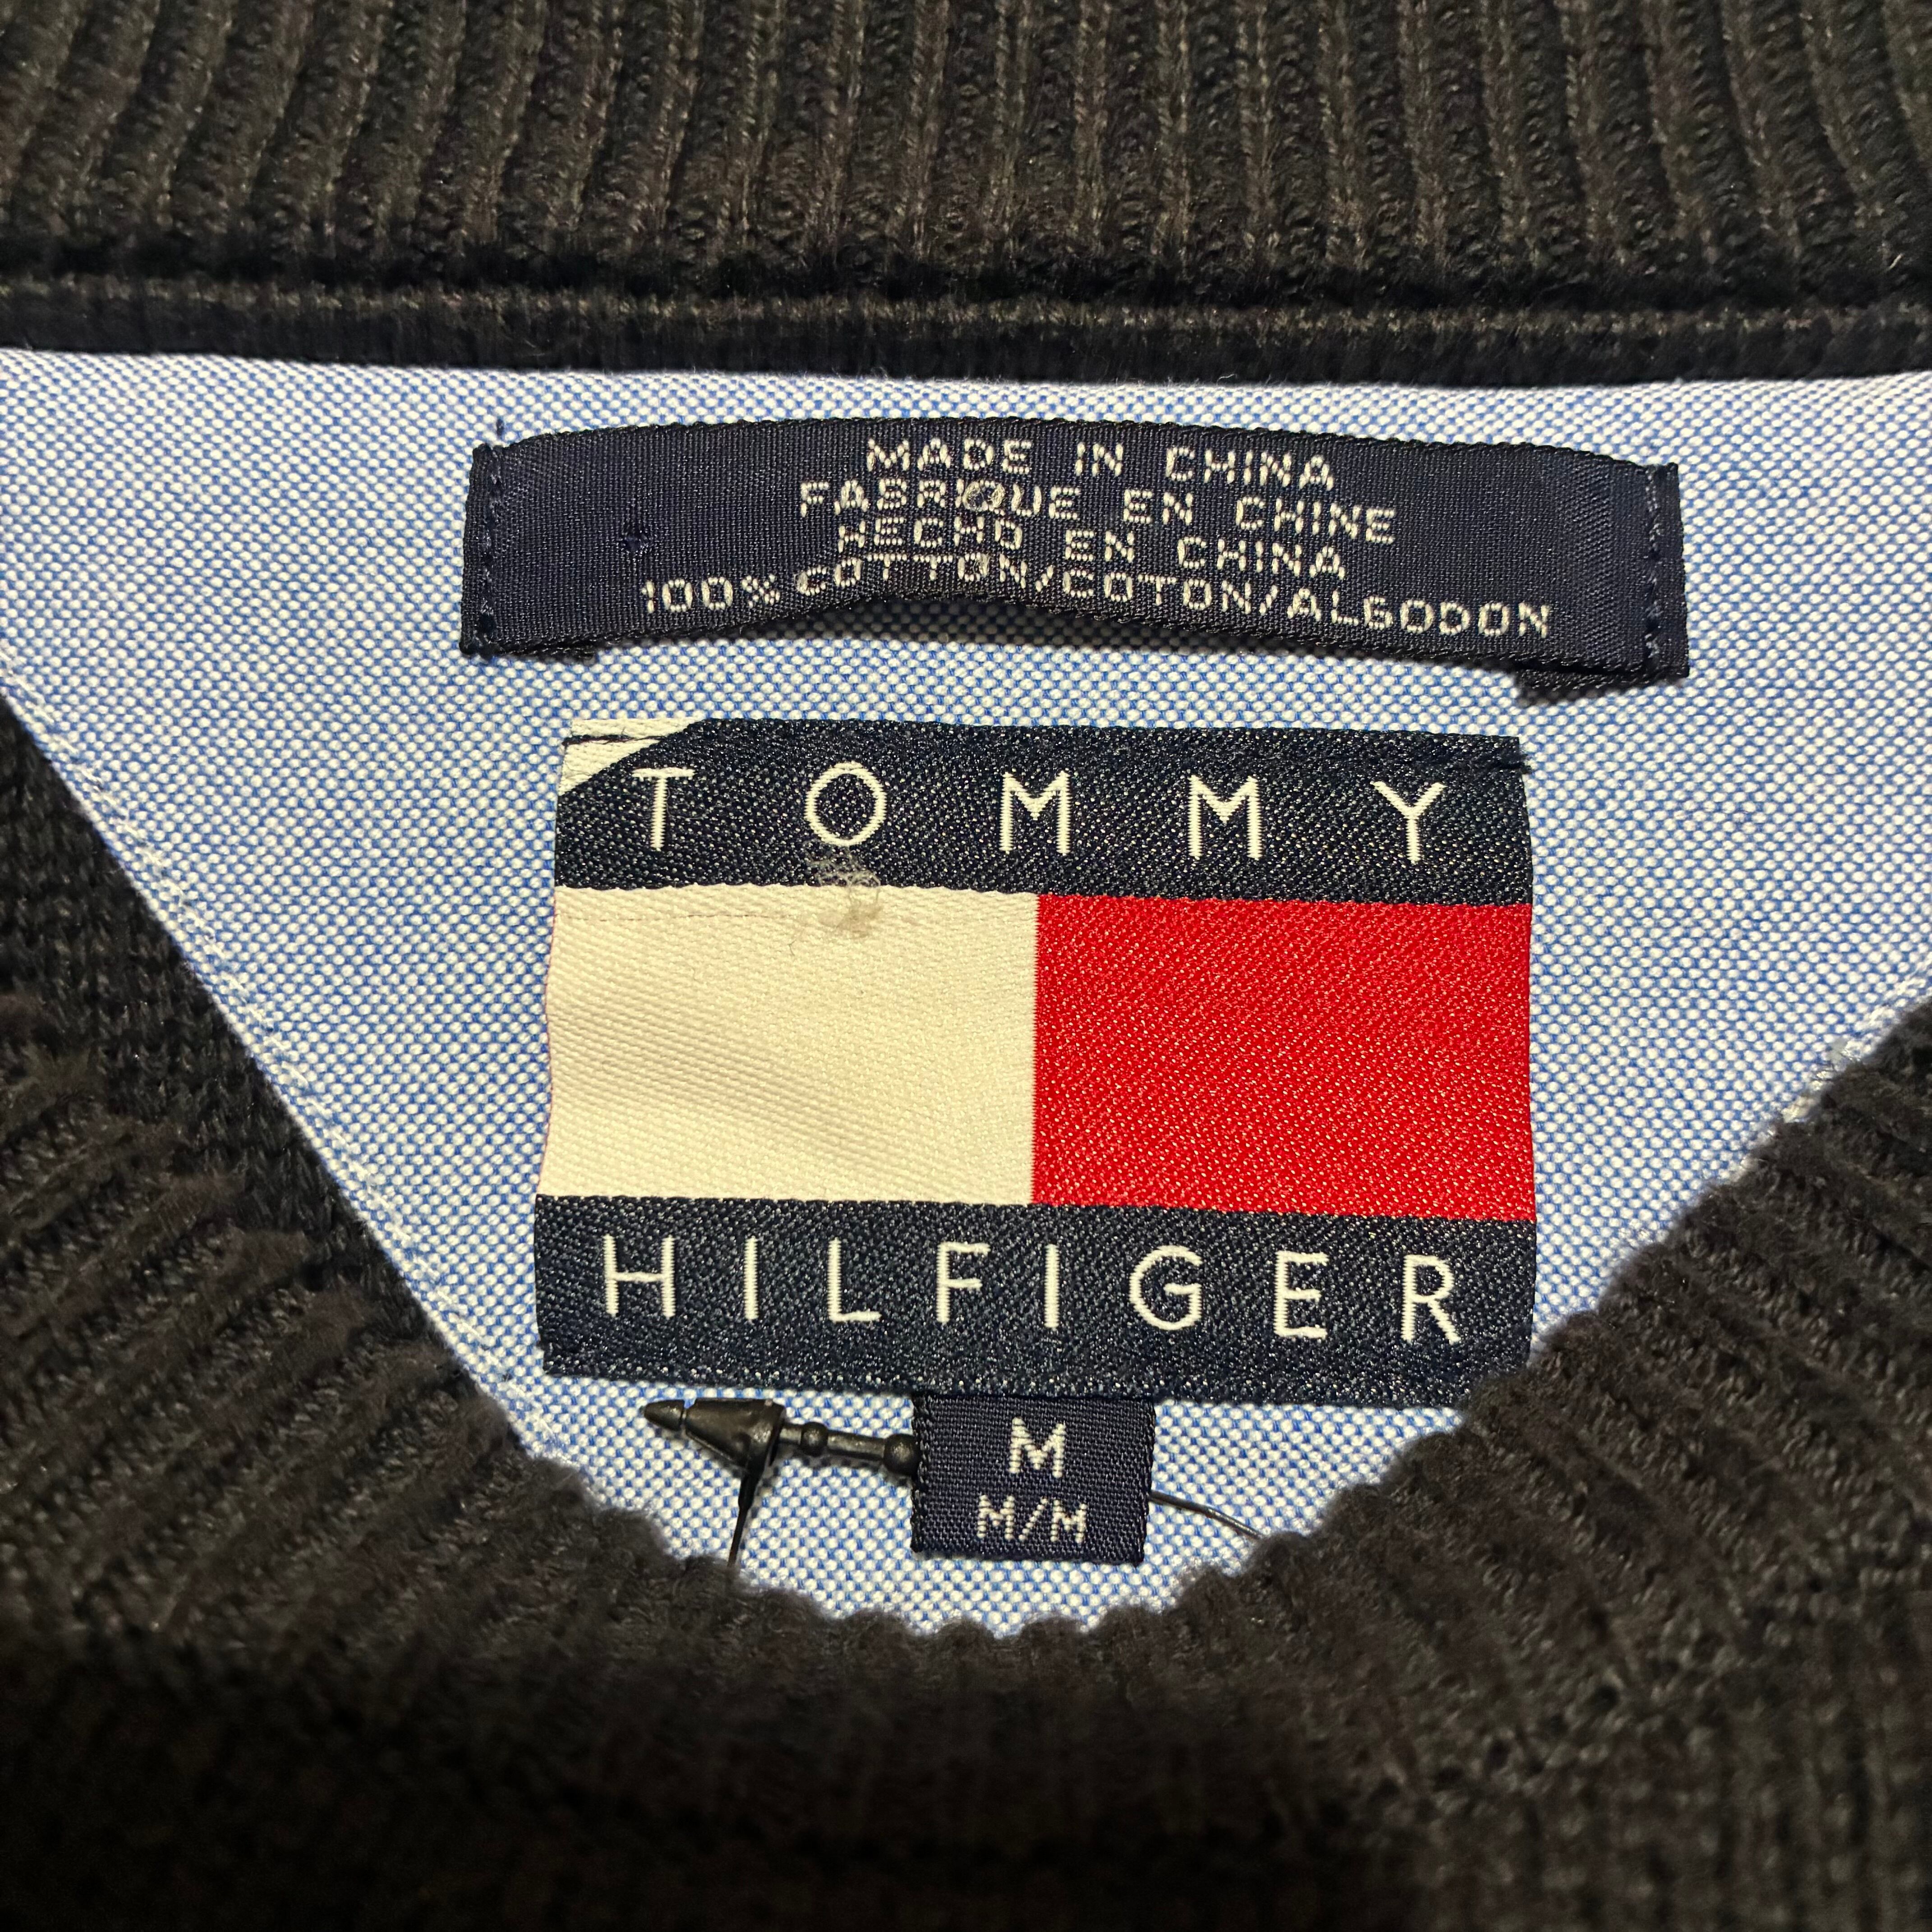 MADE IN CHINA
FABRIQUE EN CHINE
HECHO EN CHINA
100% COTTON/COTON/ALGODON
TOMMY
HILFIGER
M
M/M